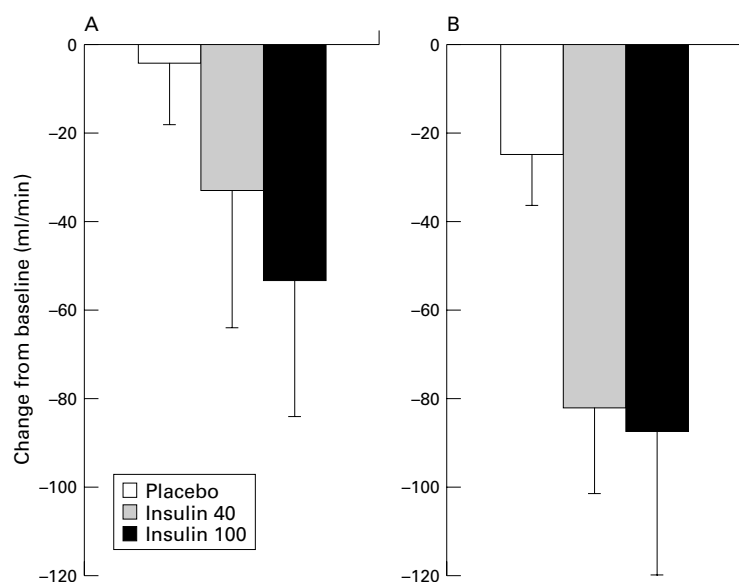 A
B
0
–20
–40
–60
–80
–100
–120
Change from baseline (ml/min)
Placebo
Insulin 40
Insulin 100
0
–20
–40
–60
–80
–100
–120